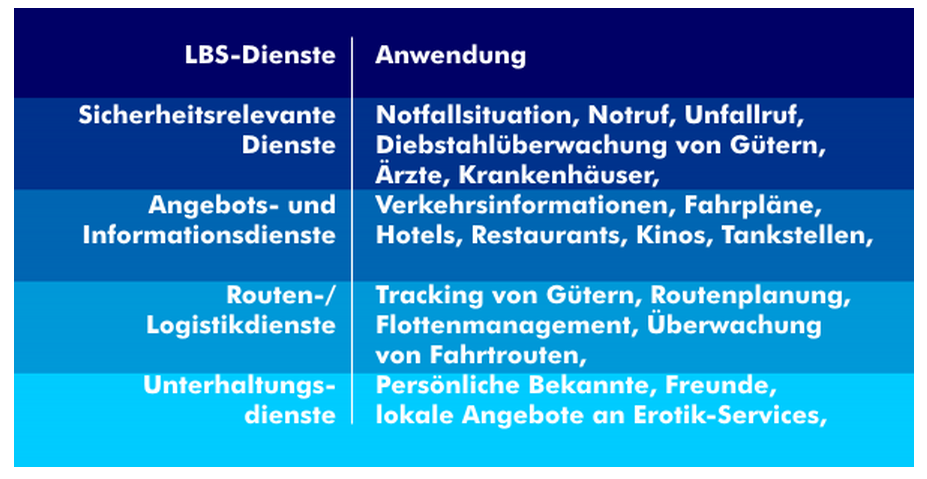 LBS-Dienste Anwendung
Sicherheitsrelevante Notfallsituation, Notruf, Unfallruf,
Dienste Diebstahlüberwachung von Gütern,
Ärzte, Krankenhäuser,
Angebots- und Verkehrsinformationen, Fahrpläne,
Informationsdienste Hotels, Restaurants, Kinos, Tankstellen,
Routen-/ Tracking von Gütern, Routenplanung,
Logistikdienste Flottenmanagement, Überwachung
von Fahrtrouten,
Unterhaltungs- Persönliche Bekannte, Freunde,
dienste lokale Angebote an Erotik-Services,